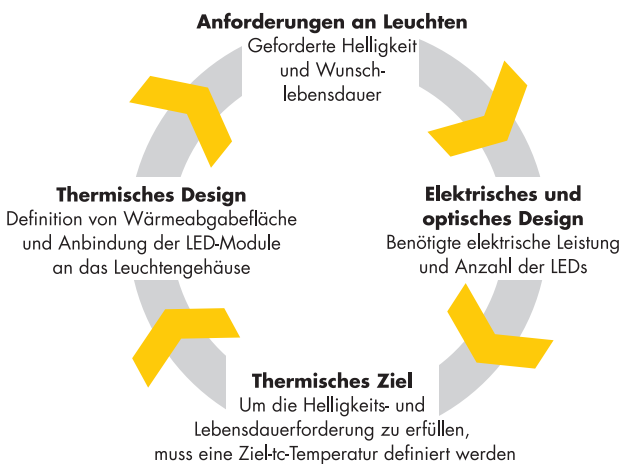 Anforderungen an Leuchten
Geforderte Helligkeit
und Wunsch-
lebensdauer
Elektrisches und
optisches Design
Benötigte elektrische Leistung
und Anzahl der LEDs
Thermisches Ziel
Um die Helligkeits- und
Lebensdauerforderung zu erfüllen,
muss eine Ziel-tc-Temperatur definiert werden
Thermisches Design
Definition von Wärmeabgabefläche
und Anbindung der LED-Module
an das Leuchtengehäuse